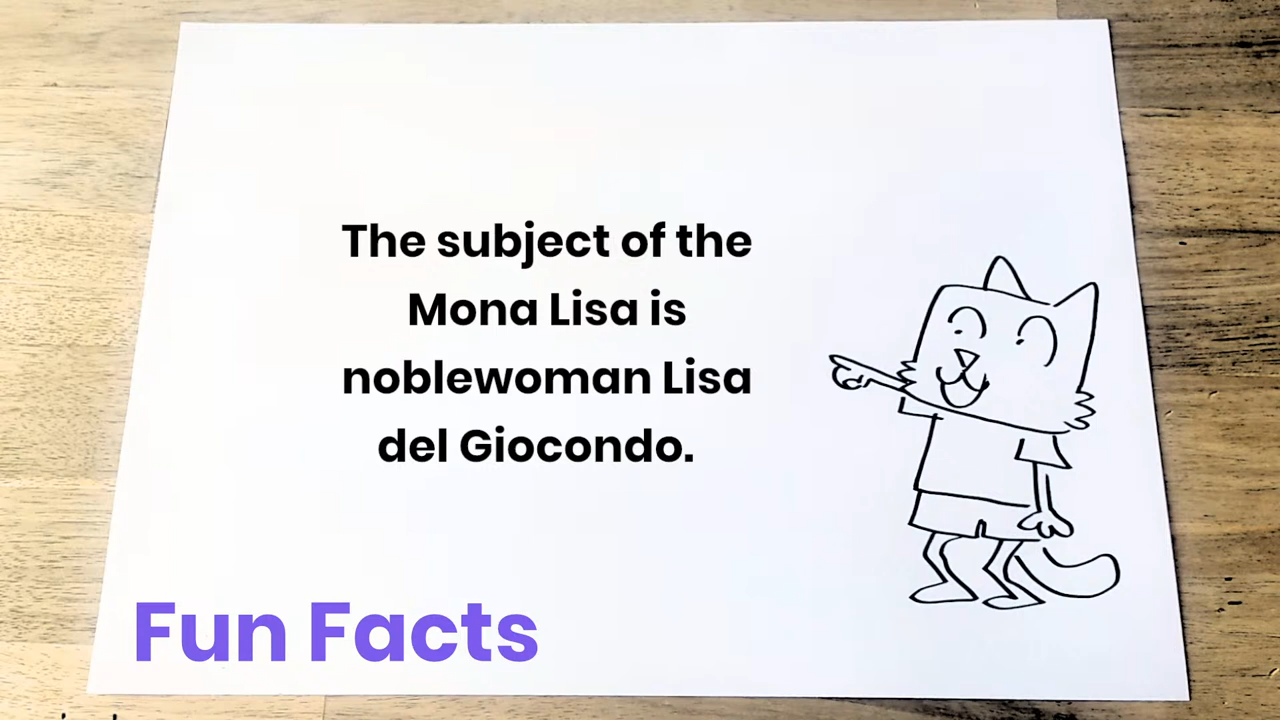 The subject of the
Mona Lisa is
noblewoman Lisa
del Giocondo.
Fun Facts